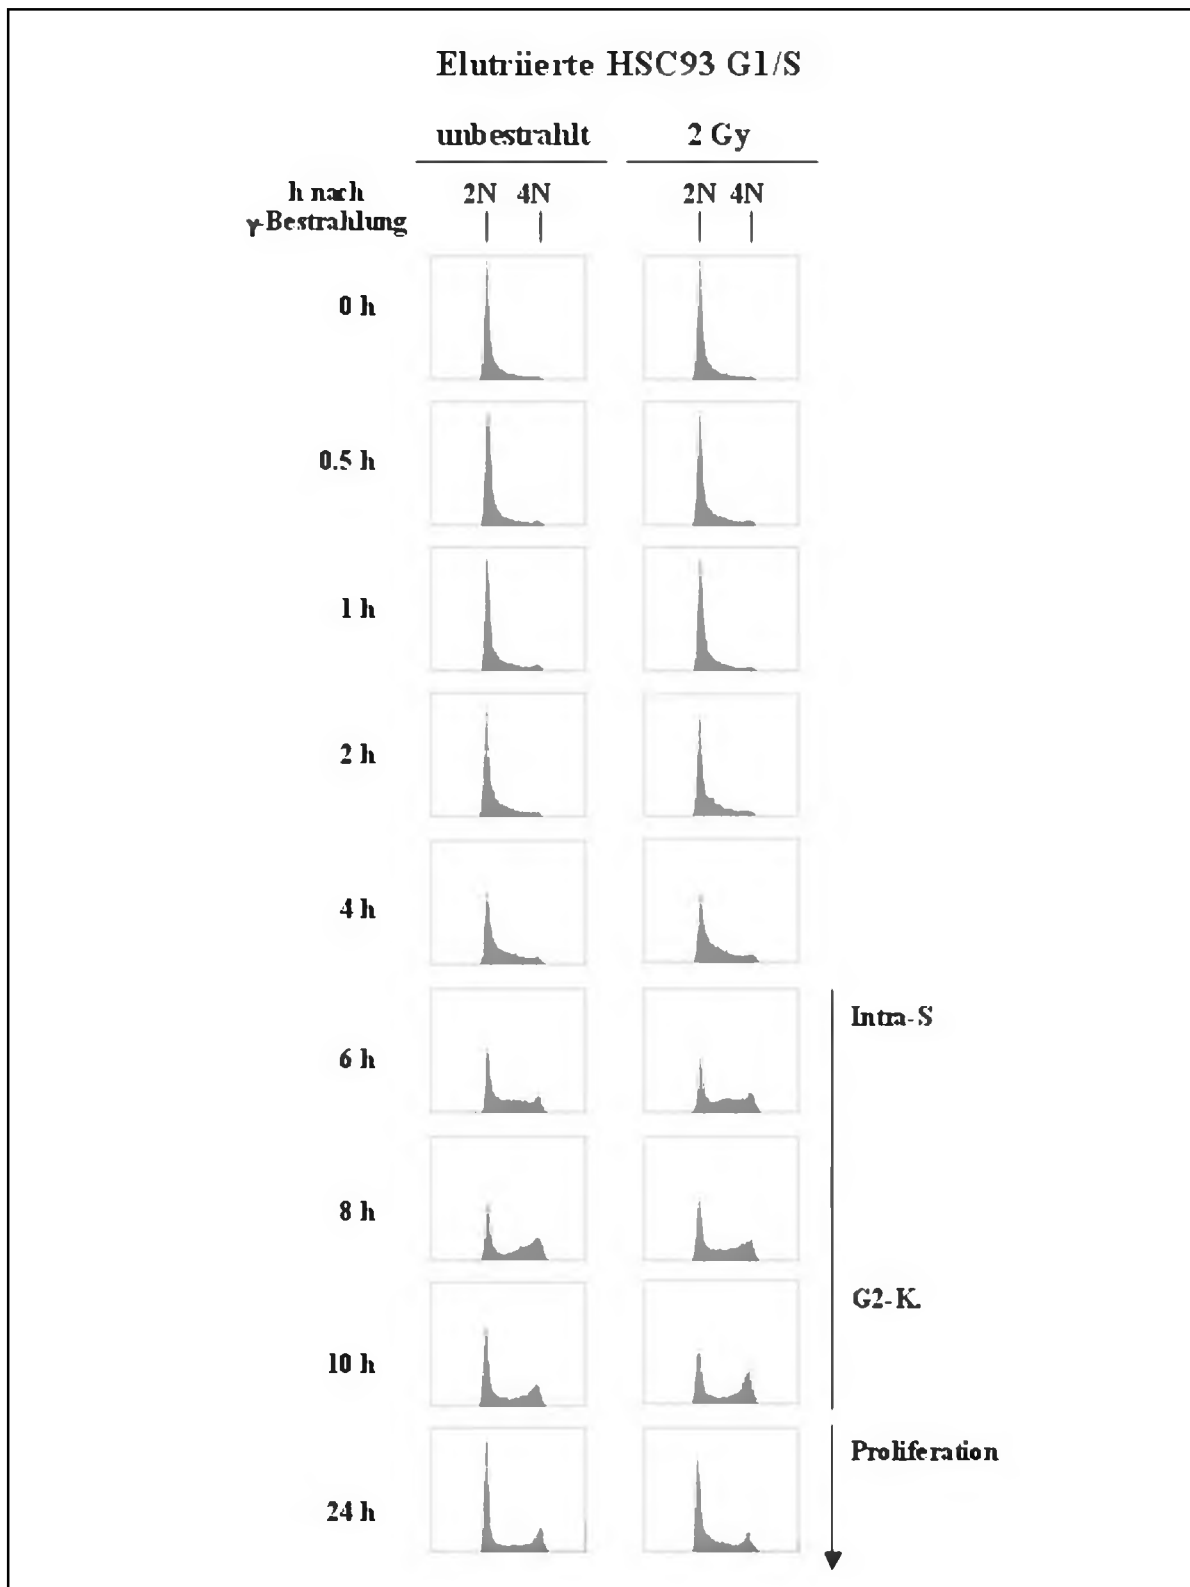 Elutriierte HSC93 G1/S
unbestrahlt 2 Gy
h nach
γ-Bestrahlung
2N 4N 2N 4N
0 h
0.5 h
1 h
2 h
4 h
6 h
Intra-S
8 h
G2-K.
10 h
Proliferation
24 h